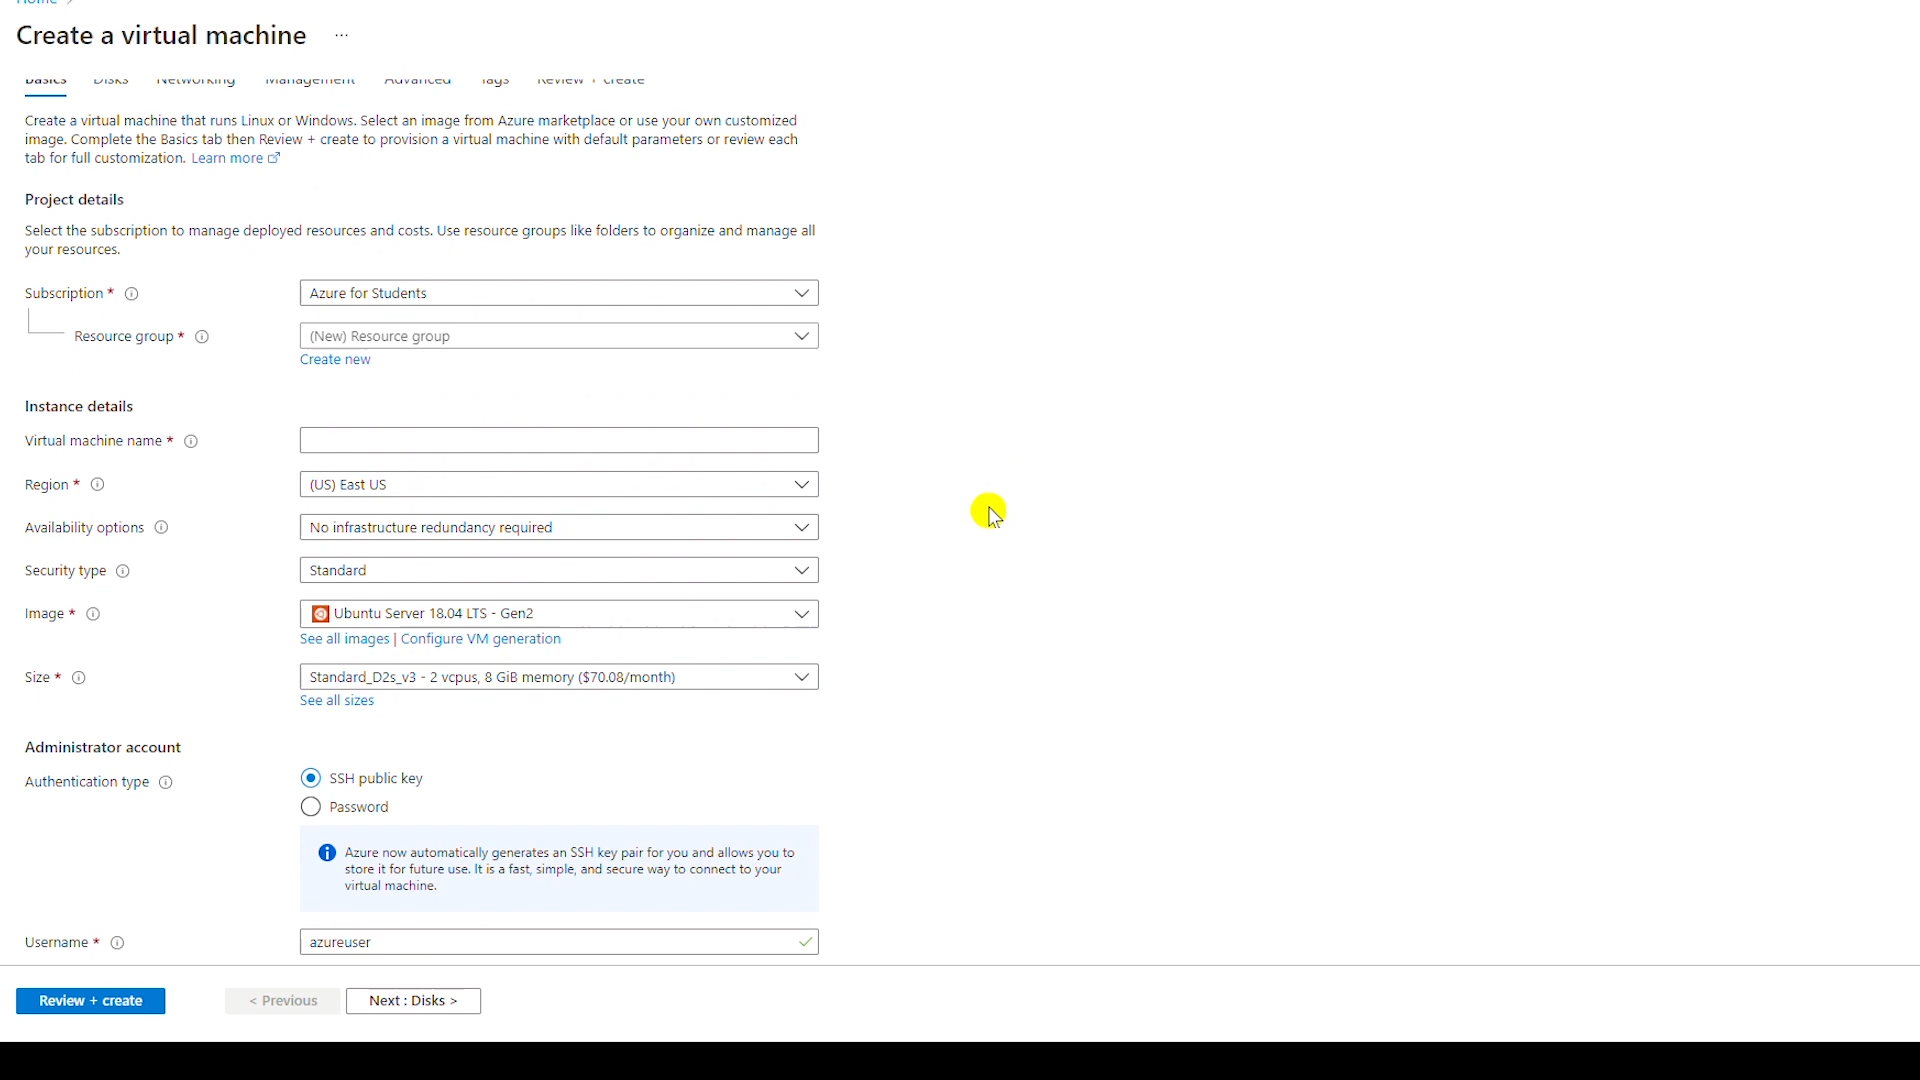 Home >
Create a virtual machine ...
Basics Disks Networking Management Advanced Tags Review + create
Create a virtual machine that runs Linux or Windows. Select an image from Azure marketplace or use your own customized
image. Complete the Basics tab then Review + create to provision a virtual machine with default parameters or review each
tab for full customization. Learn more
Project details
Select the subscription to manage deployed resources and costs. Use resource groups like folders to organize and manage all
your resources.
Subscription * Azure for Students
Resource group * (New) Resource group
Create new
Instance details
Virtual machine name *
Region * (US) East US
Availability options No infrastructure redundancy required
Security type Standard
Image * Ubuntu Server 18.04 LTS - Gen2
See all images | Configure VM generation
Size * Standard_D2s_v3 - 2 vcpus, 8 GiB memory ($70.08/month)
See all sizes
Administrator account
Authentication type SSH public key
Password
Azure now automatically generates an SSH key pair for you and allows you to
store it for future use. It is a fast, simple, and secure way to connect to your
virtual machine.
Username * azureuser
Review + create < Previous Next : Disks >